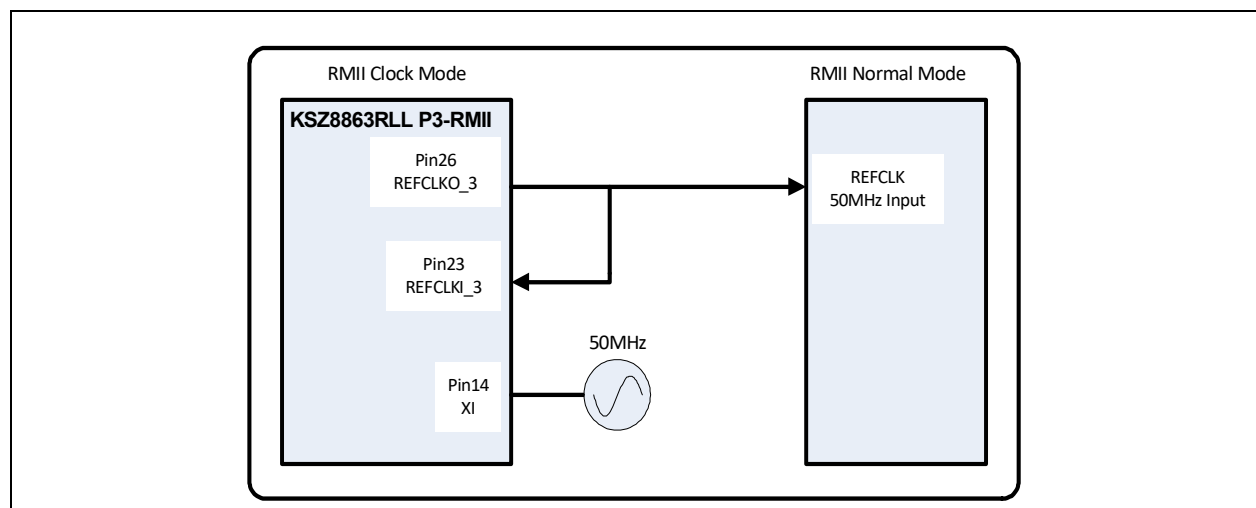 RMII Clock Mode
RMII Normal Mode
KSZ8863RLL P3-RMII
Pin26
REFCLKO_3
REFCLK
50MHz Input
Pin23
REFCLKI_3
50MHz
Pin14
XI